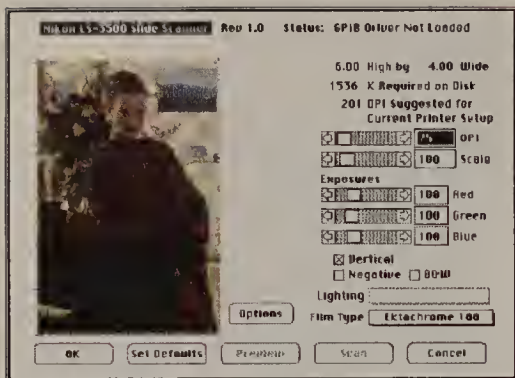 Nikon LS-3500 Slide Scanner Rev 1.0 Status: GPIB Driver Not Loaded
6.00 High by 4.00 Wide
1536 K Required on Disk
201 DPI Suggested for
Current Printer Setup
75 DPI
100 Scale
Exposures
100 Red
100 Green
100 Blue
Vertical
Negative B&W
Lighting
Options
Film Type Ektachrome 100
OK Set Defaults Preview Scan Cancel